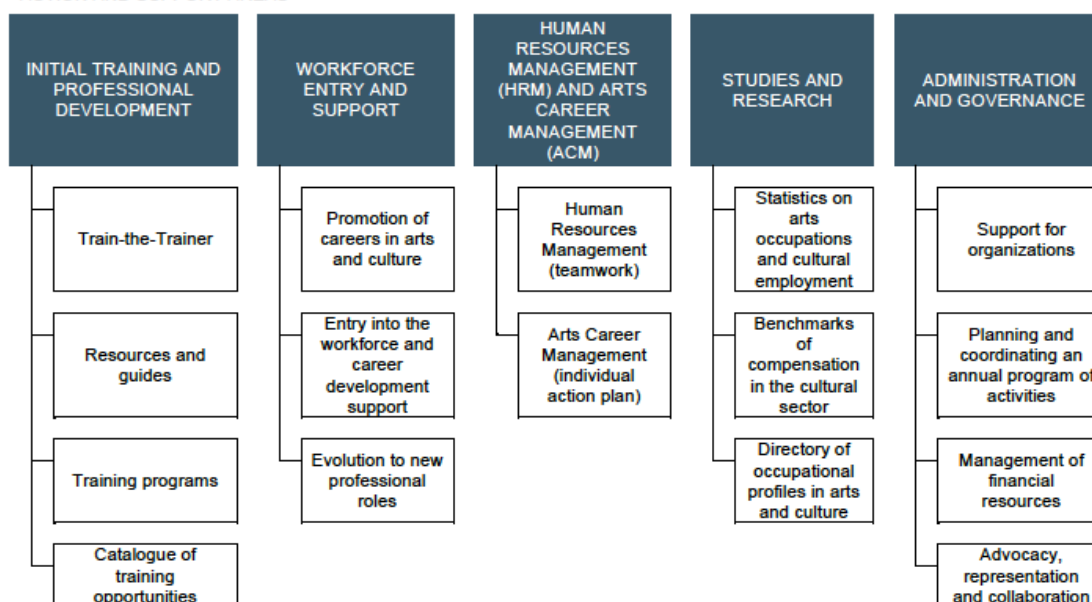 INITIAL TRAINING AND
PROFESSIONAL
DEVELOPMENT
Train-the-Trainer
Resources and
guides
Training programs
Catalogue of
training
opportunities
WORKFORCE
ENTRY AND
SUPPORT
Promotion of
careers in arts
and culture
Entry into the
workforce and
career
development
support
Evolution to new
professional
roles
HUMAN
RESOURCES
MANAGEMENT
(HRM) AND ARTS
CAREER
MANAGEMENT
(ACM)
Human
Resources
Management
(teamwork)
Arts Career
Management
(individual
action plan)
STUDIES AND
RESEARCH
Statistics on
arts
occupations
and cultural
employment
Benchmarks
of
compensation
in the cultural
sector
Directory of
occupational
profiles in arts
and culture
ADMINISTRATION
AND GOVERNANCE
Support for
organizations
Planning and
coordinating an
annual program of
activities
Management of
financial
resources
Advocacy,
representation
and collaboration